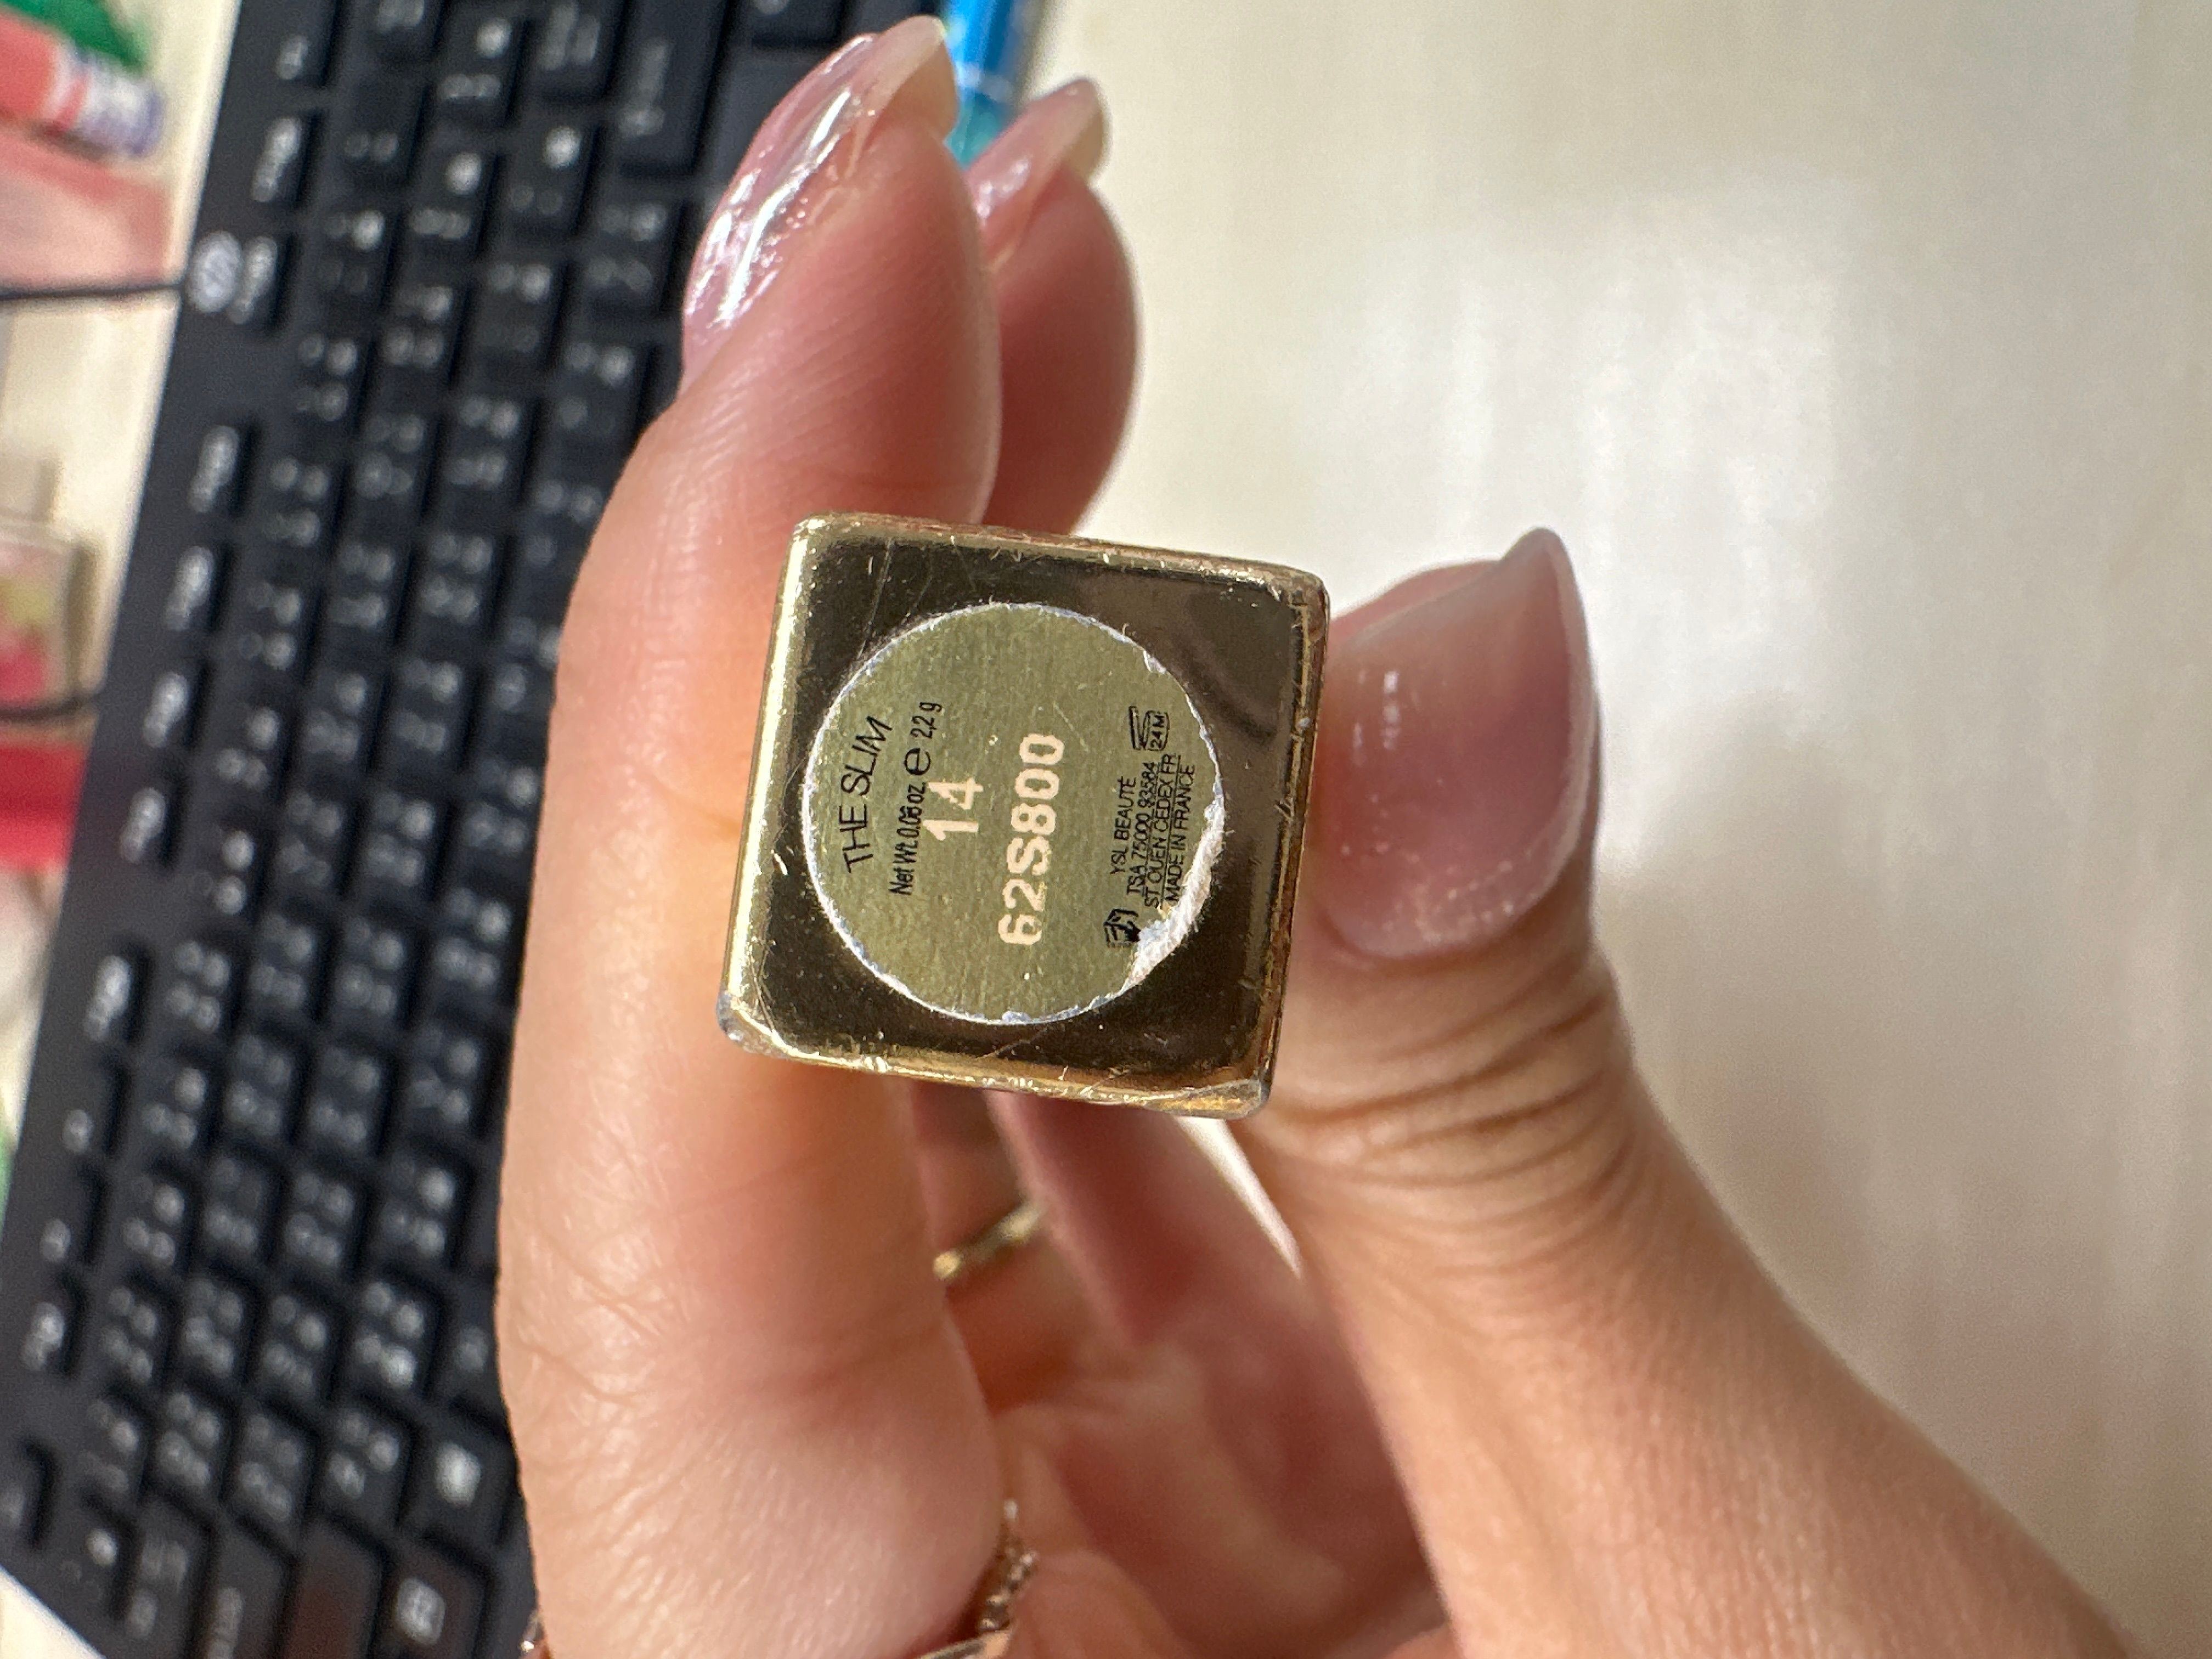 THE SLIM
Net Wt. 0.08 oz e 2,2 g
14
62S800
YSL BEAUTÉ
TSA 75000 93584
ST OUEN CEDEX FR
MADE IN FRANCE
24 M